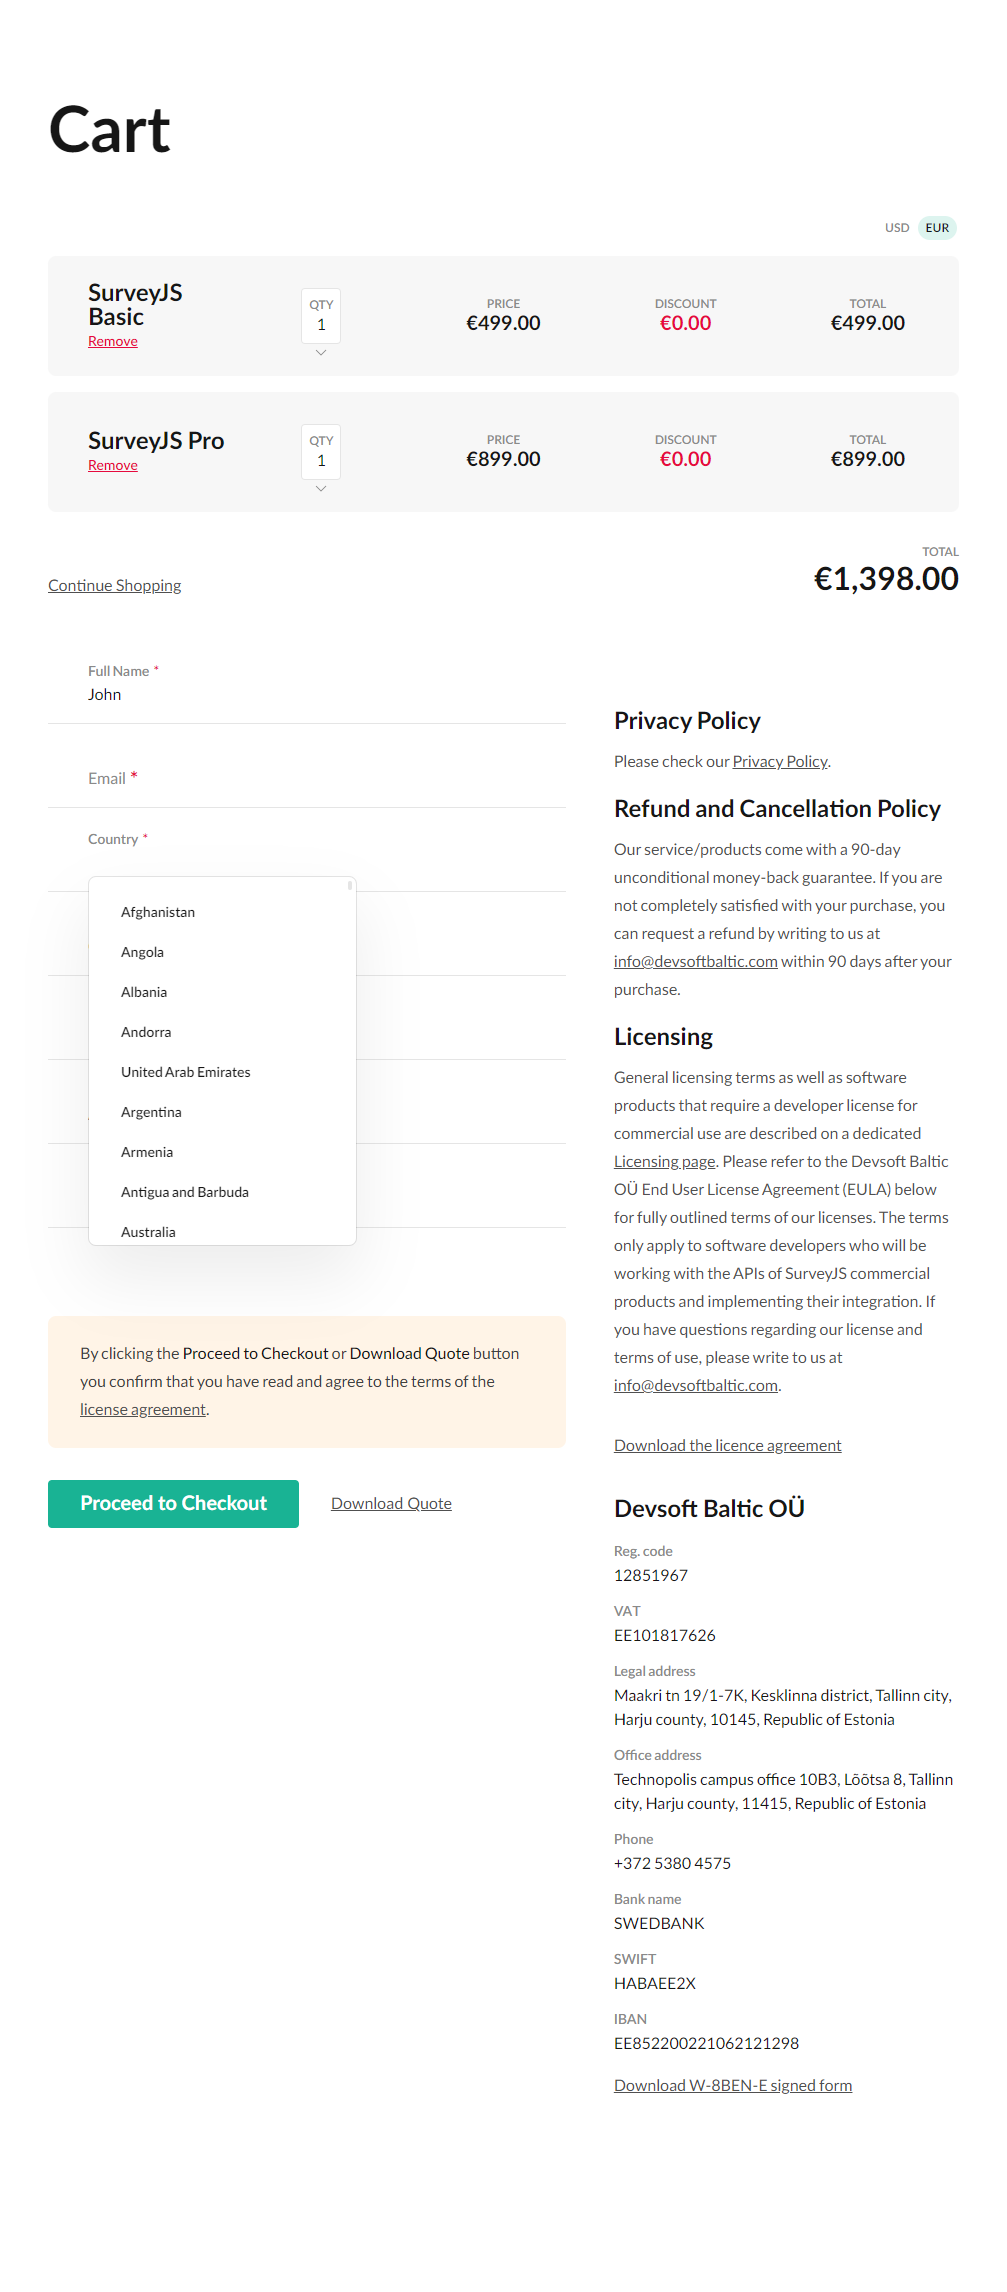 Cart
USD EUR
SurveyJS
Basic
Remove
QTY
1
PRICE
€499.00
DISCOUNT
€0.00
TOTAL
€499.00
SurveyJS Pro
Remove
QTY
1
PRICE
€899.00
DISCOUNT
€0.00
TOTAL
€899.00
Continue Shopping
TOTAL
€1,398.00
Full Name *
John
Email *
Country *
Afghanistan
Angola
Albania
Andorra
United Arab Emirates
Argentina
Armenia
Antigua and Barbuda
Australia
By clicking the Proceed to Checkout or Download Quote button
you confirm that you have read and agree to the terms of the
license agreement.
Proceed to Checkout
Download Quote
Privacy Policy
Please check our Privacy Policy.
Refund and Cancellation Policy
Our service/products come with a 90-day
unconditional money-back guarantee. If you are
not completely satisfied with your purchase, you
can request a refund by writing to us at
info@devsoftbaltic.com within 90 days after your
purchase.
Licensing
General licensing terms as well as software
products that require a developer license for
commercial use are described on a dedicated
Licensing page. Please refer to the Devsoft Baltic
OÜ End User License Agreement (EULA) below
for fully outlined terms of our licenses. The terms
only apply to software developers who will be
working with the APIs of SurveyJS commercial
products and implementing their integration. If
you have questions regarding our license and
terms of use, please write to us at
info@devsoftbaltic.com.
Download the licence agreement
Devsoft Baltic OÜ
Reg. code
12851967
VAT
EE101817626
Legal address
Maakri tn 19/1-7K, Kesklinna district, Tallinn city,
Harju county, 10145, Republic of Estonia
Office address
Technopolis campus office 10B3, Lõõtsa 8, Tallinn
city, Harju county, 11415, Republic of Estonia
Phone
+372 5380 4575
Bank name
SWEDBANK
SWIFT
HABAEE2X
IBAN
EE852200221062121298
Download W-8BEN-E signed form